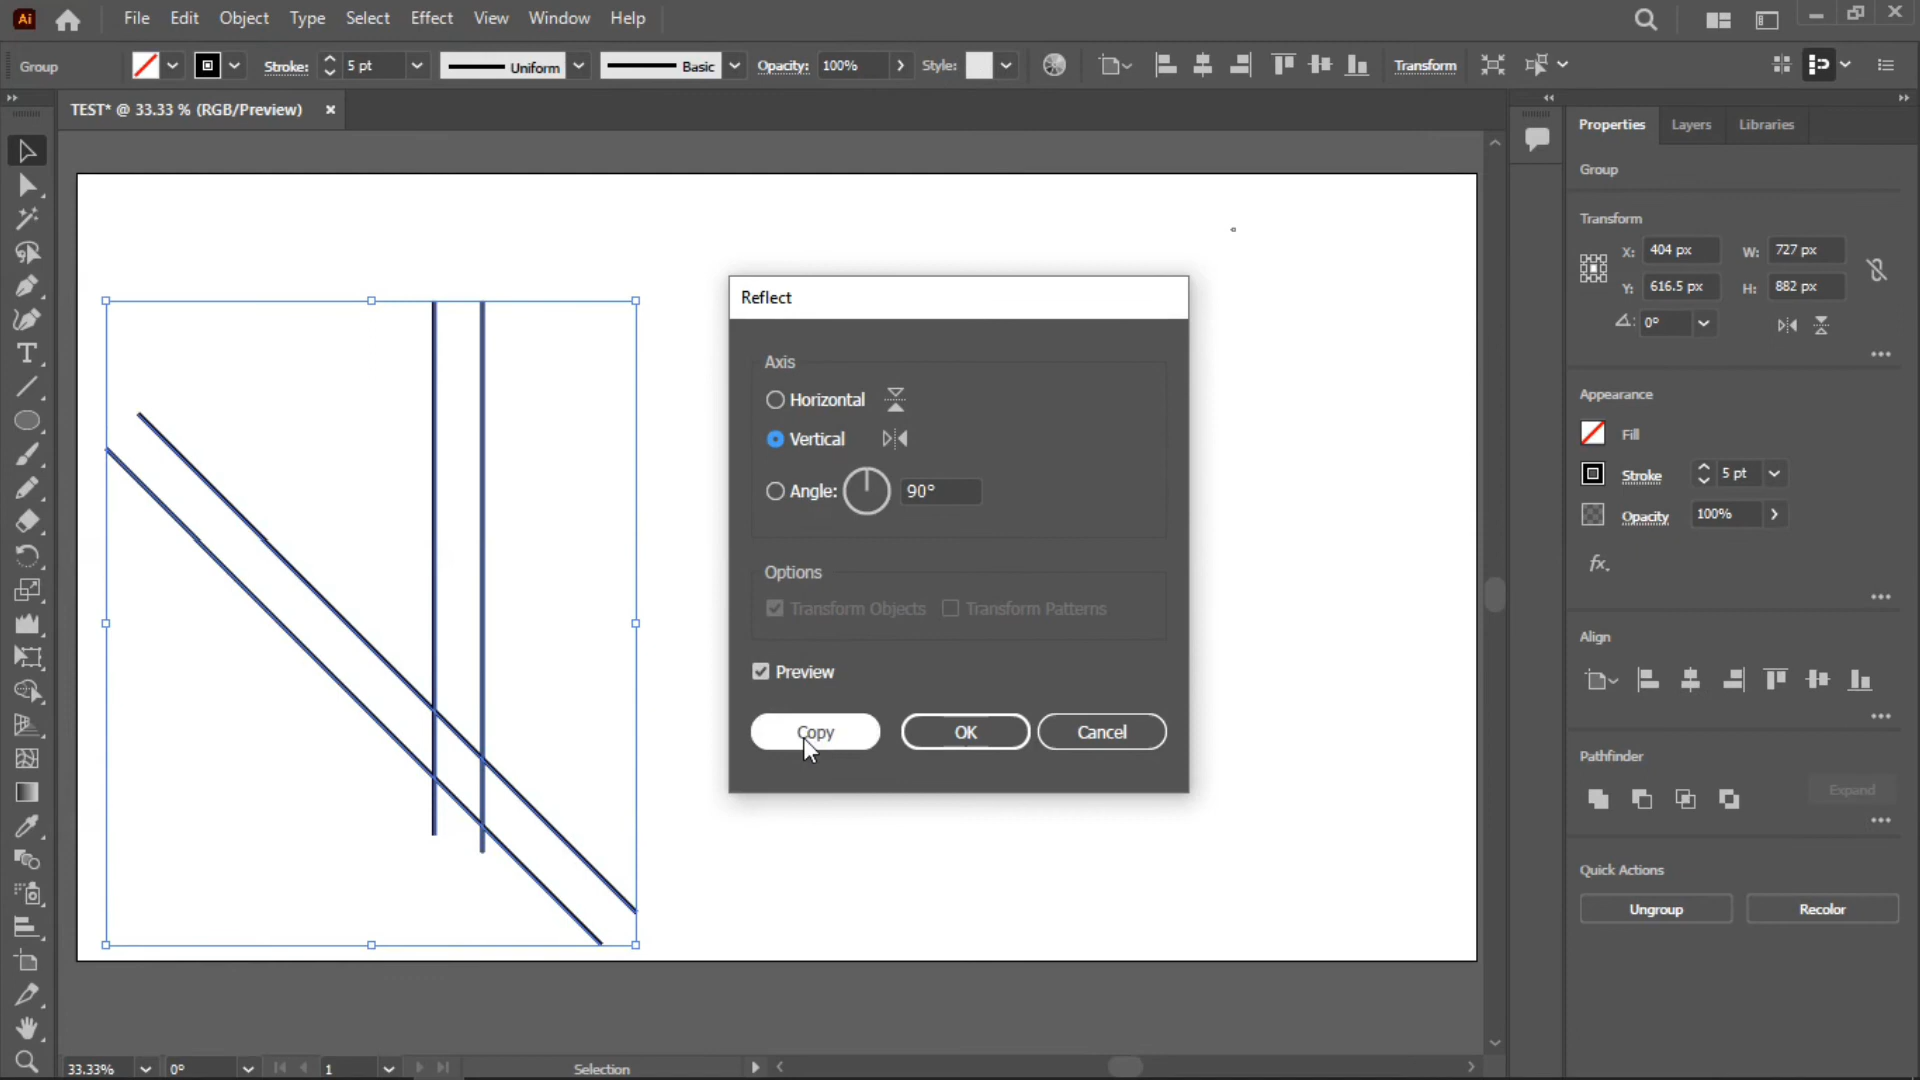 Ai File Edit Object Type Select Effect View Window Help
Group Stroke: 5 pt Uniform Basic Opacity: 100% Style: Transform
TEST* @ 33.33 % (RGB/Preview) ×
Properties Layers Libraries
Group
Transform
X: 404 px W: 727 px
Y: 616.5 px H: 882 px
0°
Appearance
Fill
Stroke 5 pt
Opacity 100%
fx.
Align
Pathfinder
Expand
Quick Actions
Ungroup Recolor
Reflect
Axis
Horizontal
Vertical
Angle: 90°
Options
Transform Objects Transform Patterns
Preview
Copy OK Cancel
33.33% 0° 1 Selection